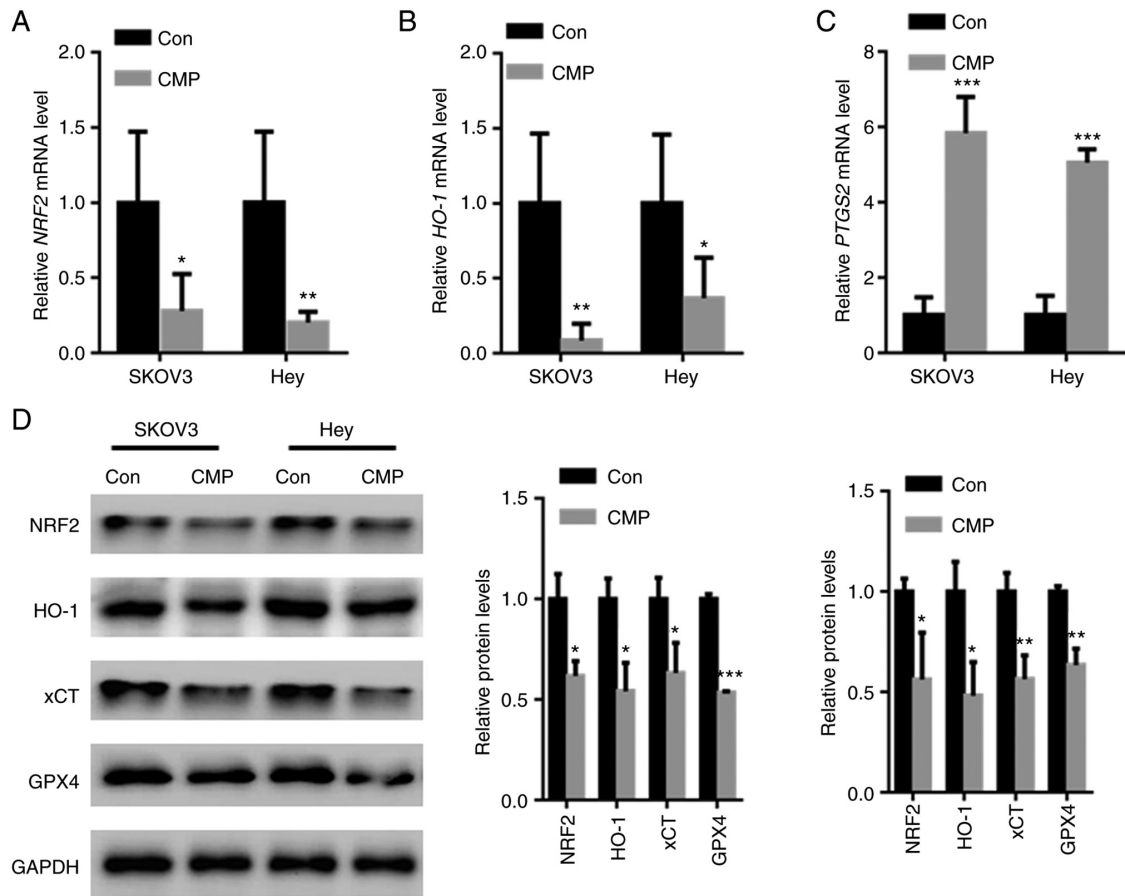 A
Con
CMP
Relative NRF2 mRNA level
2.0
1.5
1.0
0.5
0.0
*
**
SKOV3 Hey
B
Con
CMP
Relative HO-1 mRNA level
2.0
1.5
1.0
0.5
0.0
**
*
SKOV3 Hey
C
Con
CMP
Relative PTGS2 mRNA level
8
6
4
2
0
***
***
SKOV3 Hey
D
SKOV3 Hey
Con CMP Con CMP
NRF2
HO-1
xCT
GPX4
GAPDH
Con
CMP
Relative protein levels
1.5
1.0
0.5
0.0
*
*
*
***
NRF2
HO-1
xCT
GPX4
Con
CMP
Relative protein levels
1.5
1.0
0.5
0.0
*
*
**
**
NRF2
HO-1
xCT
GPX4